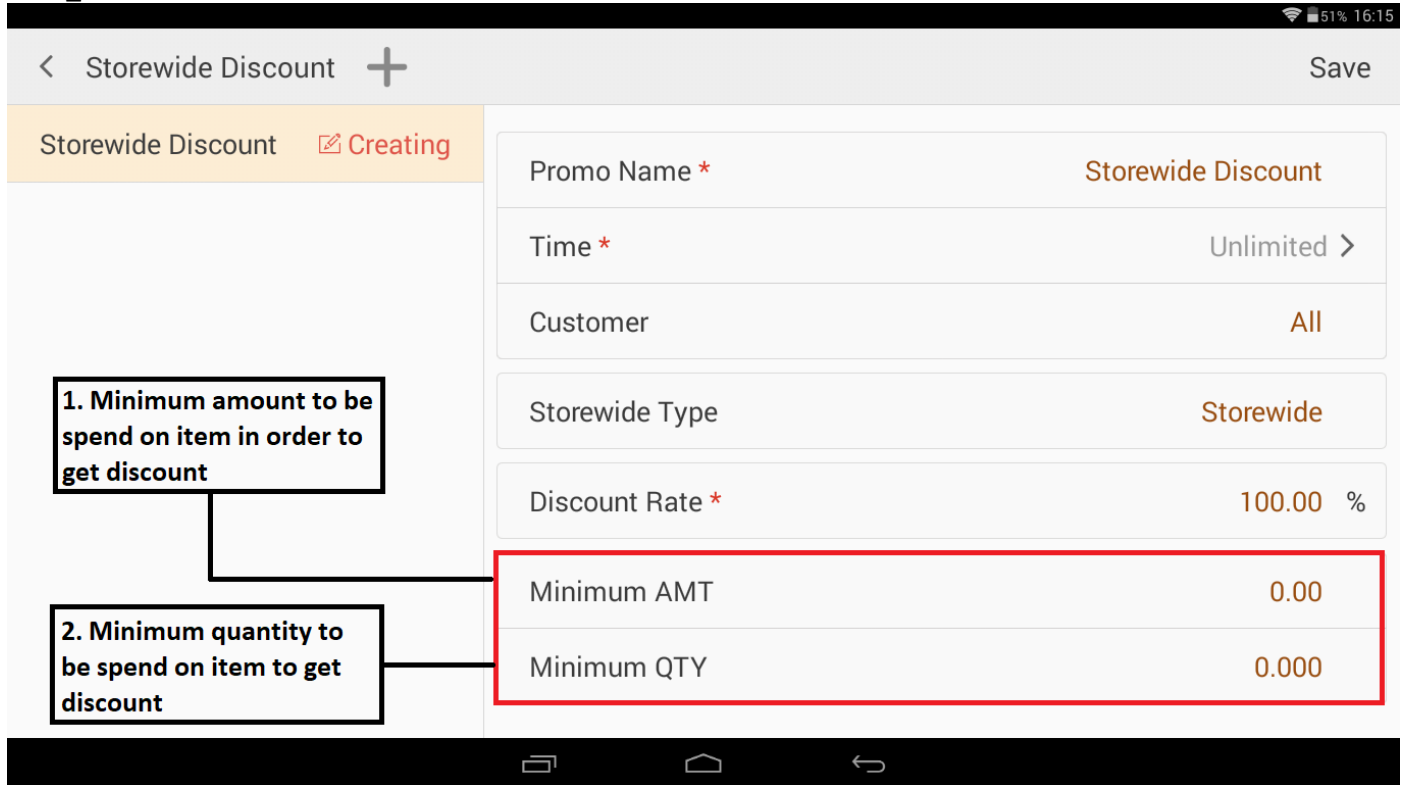 51% 16:15
Storewide Discount
Save
Storewide Discount Creating
Promo Name * Storewide Discount
Time * Unlimited
Customer All
Storewide Type Storewide
Discount Rate * 100.00 %
Minimum AMT 0.00
Minimum QTY 0.000
1. Minimum amount to be
spend on item in order to
get discount
2. Minimum quantity to
be spend on item to get
discount